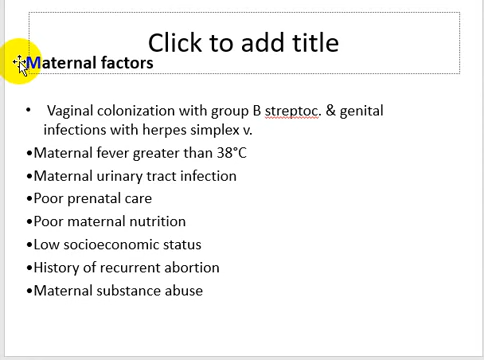 Click to add title
Maternal factors
• Vaginal colonization with group B streptoc. & genital
infections with herpes simplex v.
•Maternal fever greater than 38°C
•Maternal urinary tract infection
•Poor prenatal care
•Poor maternal nutrition
•Low socioeconomic status
•History of recurrent abortion
•Maternal substance abuse